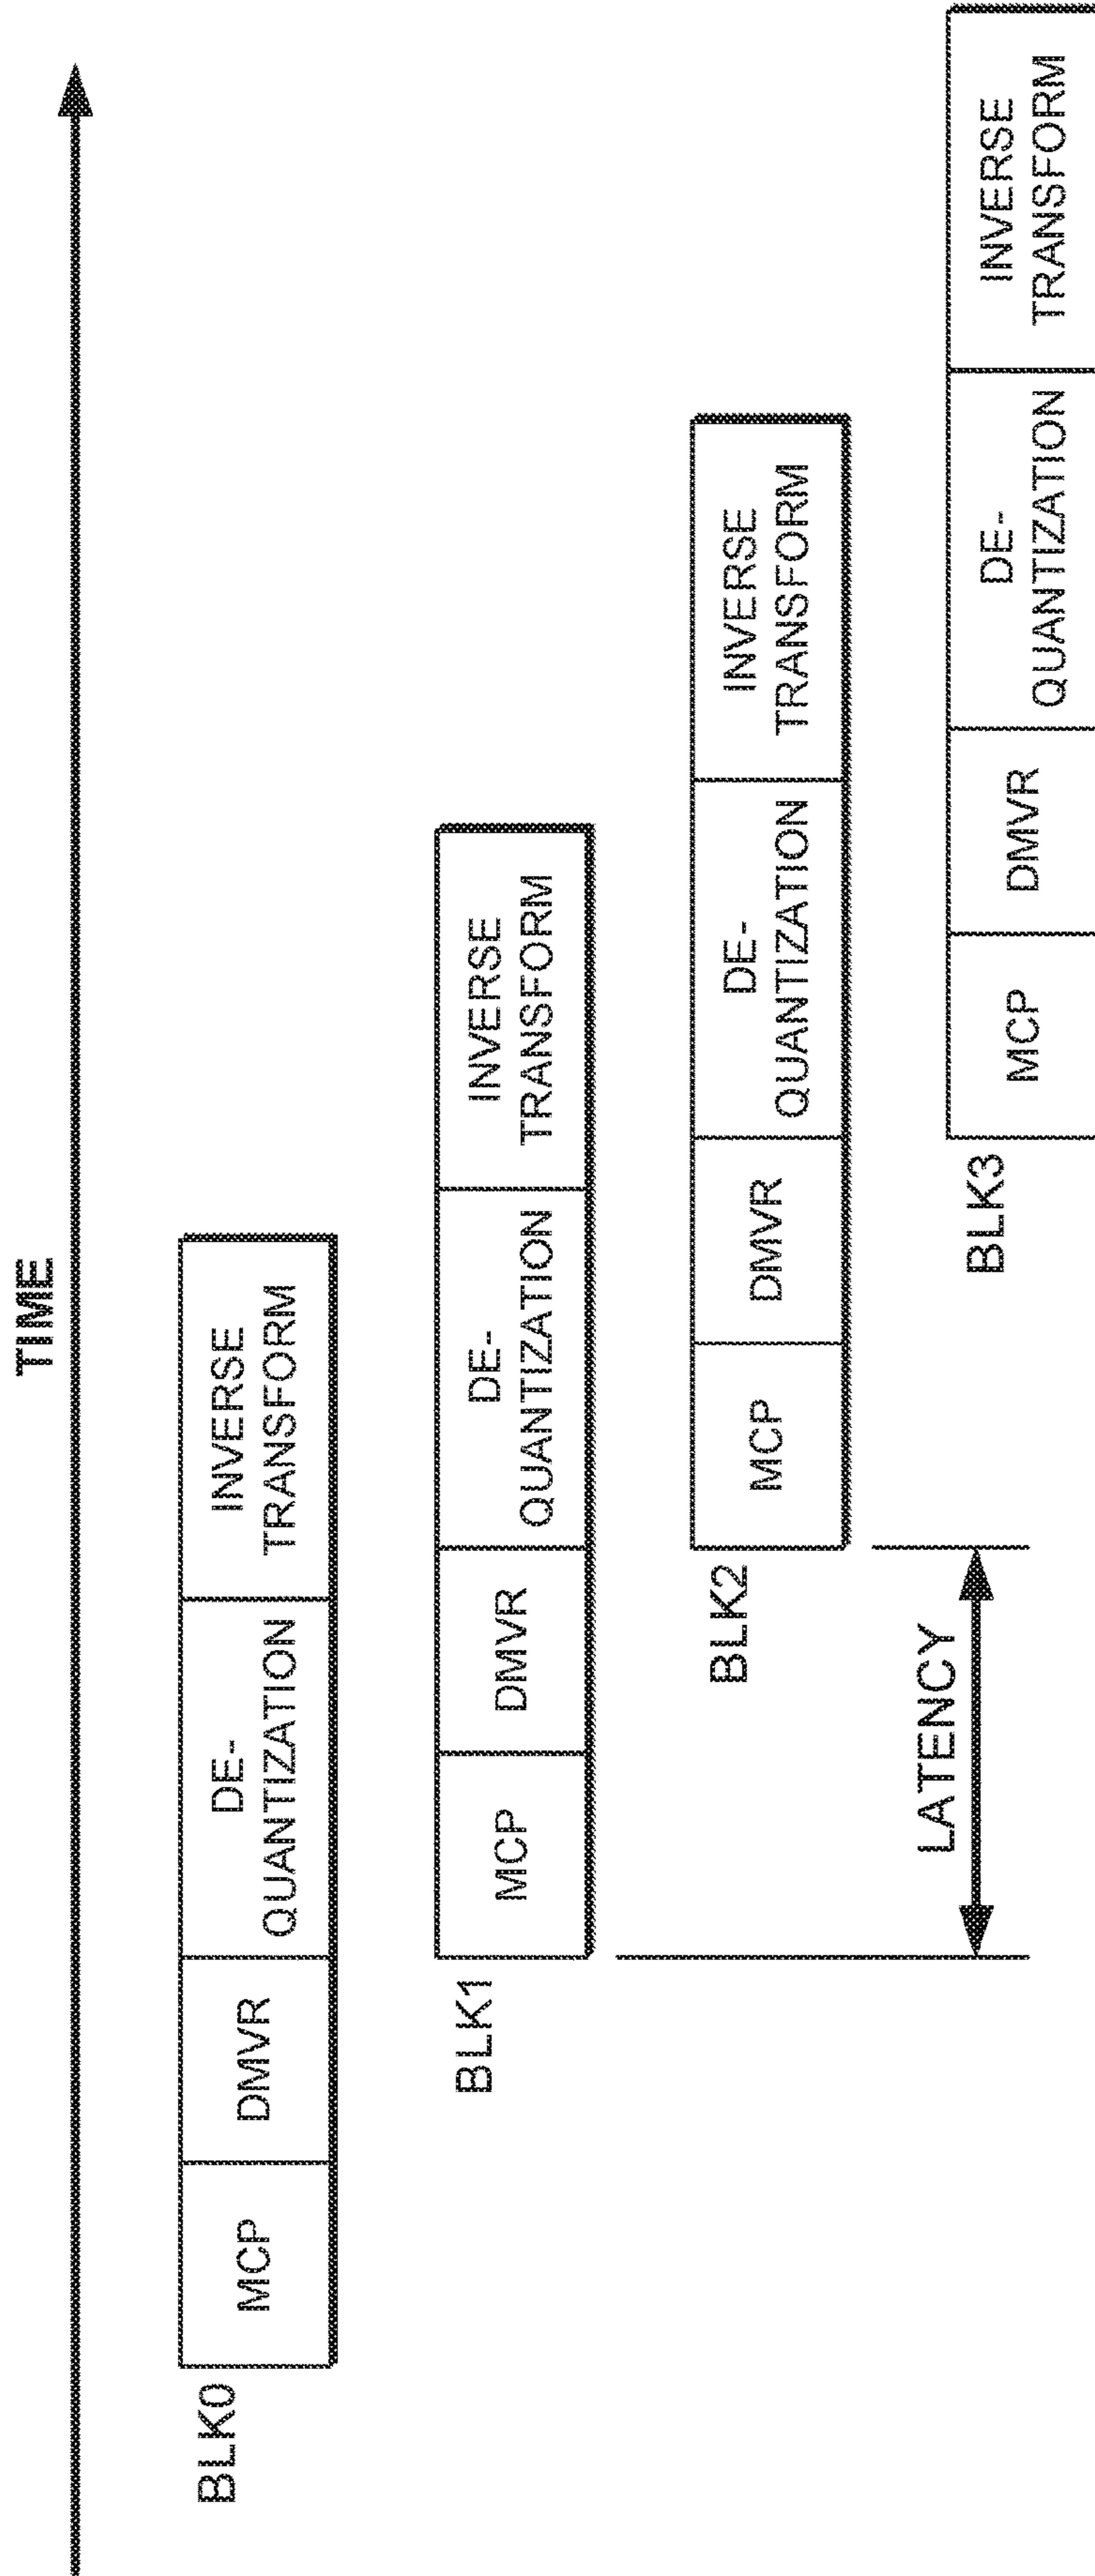 TIME
BLK0
MCP
DMVR
DE-
QUANTIZATION
INVERSE
TRANSFORM
BLK1
MCP
DMVR
DE-
QUANTIZATION
INVERSE
TRANSFORM
BLK2
MCP
DMVR
DE-
QUANTIZATION
INVERSE
TRANSFORM
LATENCY
BLK3
MCP
DMVR
DE-
QUANTIZATION
INVERSE
TRANSFORM